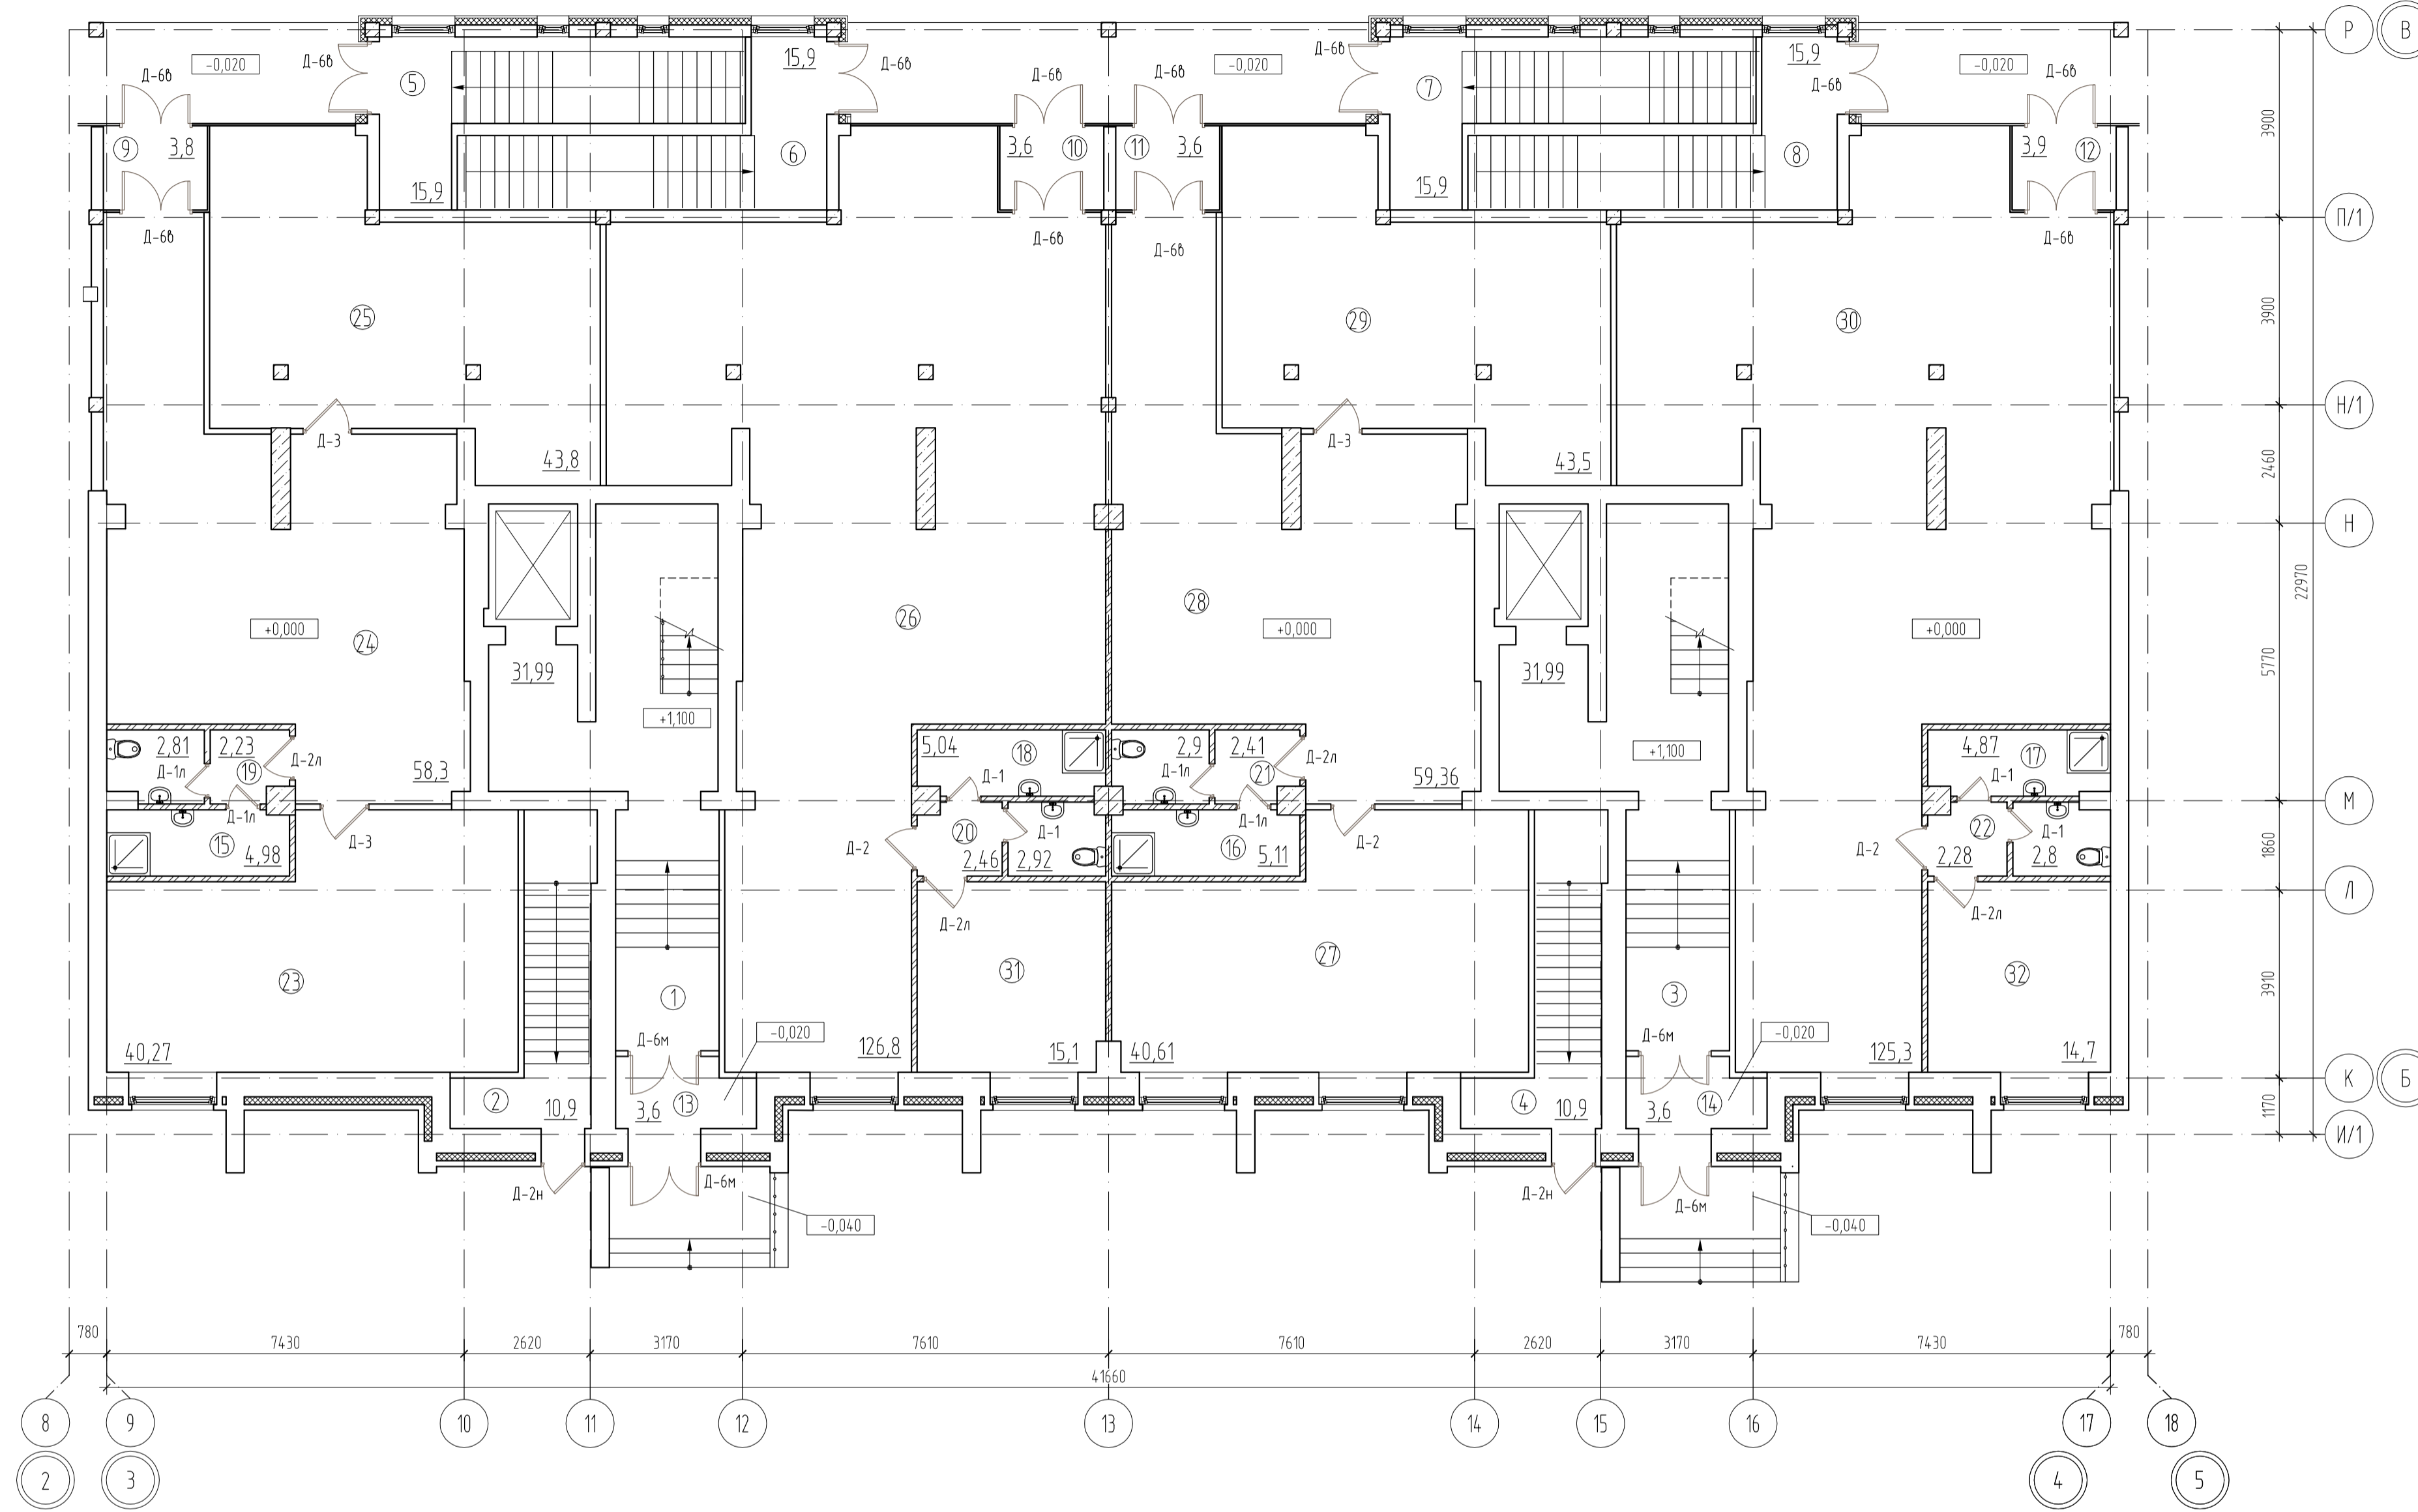 Р В
Д-6в -0,020 Д-6в 5 15,9 Д-6в Д-6в Д-6в -0,020 Д-6в 7 15,9 Д-6в -0,020 Д-6в
3900
9 3,8 6 3,6 10 11 3,6 8 3,9 12
15,9 15,9
П/1
Д-6в Д-6в Д-6в Д-6в
25 29 30 3900
Н/1
Д-3 Д-3
43,8 43,5 2460
Н
22970
24 +0,000 26 28 +0,000 +0,000
31,99 31,99 5770
+1,100 +1,100
2,81 2,23 Д-2л 5,04 18 2,9 2,41 Д-2л 4,87 17
Д-1л 19 58,3 Д-1 Д-1л 21 59,36 Д-1
М
Д-1л Д-3 20 Д-1 Д-1л Д-2 22 Д-1
15 4,98 Д-2 2,46 2,92 16 5,11 Д-2 2,28 2,8 1860
Л
Д-2л Д-2л
23 31 27 32 3910
1 3
40,27 Д-6м -0,020 126,8 15,1 40,61 Д-6м -0,020 125,3 14,7
К Б
2 10,9 3,6 13 4 10,9 3,6 14 1170
И/1
Д-2н Д-6м Д-2н Д-6м
-0,040 -0,040
780 7430 2620 3170 7610 7610 2620 3170 7430 780
41660
8 9 10 11 12 13 14 15 16 17 18
2 3 4 5